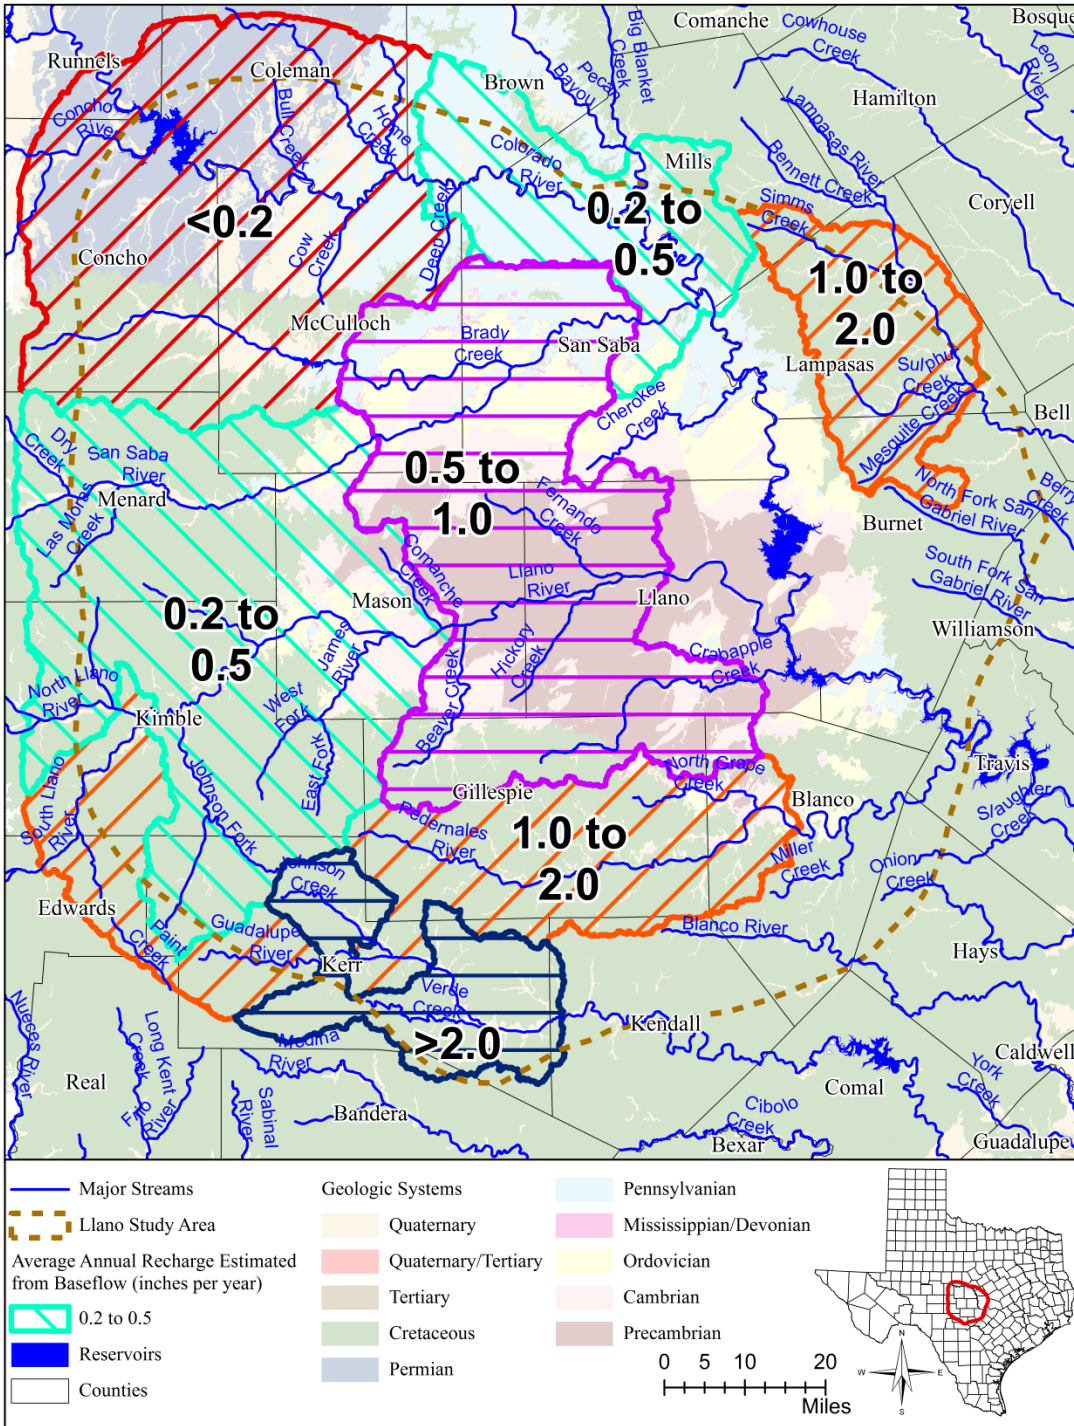 Comanche
Cowhouse
Creek
Bosque
Leon
River
Runnels
Coleman
Big Blanket
Creek
Pecan
Bayou
Brown
Hamilton
Concho
River
Bull Creek
Home
Creek
Lampasas River
Colorado
River
Mills
Bennett Creek
Simms
Creek
Coryell
<0.2
0.2 to
0.5
Deep Creek
Cow
Creek
Concho
1.0 to
2.0
McCulloch
Brady
Creek
San Saba
Lampasas
Sulphur
Creek
Cherokee
Creek
Mesquite Creek
Bell
Dry
Creek
San Saba
River
Menard
Las Moras
Creek
0.5 to
1.0
Fernando
Creek
North Fork San
Gabriel River
Berry
Creek
Burnet
Comanche
Creek
Llano
River
South Fork San
Gabriel River
Mason
Llano
0.2 to
0.5
James
River
Hickory
Creek
Williamson
Crabapple
Creek
North Llano
River
Kimble
West
Fork
Beaver Creek
East Fork
Johnson Fork
South Llano
River
North Grape
Creek
Travis
Gillespie
Blanco
Slaughter
Creek
Pedernales
River
1.0 to
2.0
Miller
Creek
Onion
Creek
Johnson
Creek
Edwards
Paint
Creek
Guadalupe
River
Blanco River
Kerr
Hays
Verde
Creek
Nueces River
Medina
River
>2.0
Kendall
Long Kent
Creek
Frio
River
Real
Sabinal
River
Bandera
Cibolo
Creek
Bexar
Comal
York
Creek
Caldwell
Guadalupe
Major Streams
Llano Study Area
Average Annual Recharge Estimated
from Baseflow (inches per year)
0.2 to 0.5
Reservoirs
Counties
Geologic Systems
Quaternary
Quaternary/Tertiary
Tertiary
Cretaceous
Permian
Pennsylvanian
Mississippian/Devonian
Ordovician
Cambrian
Precambrian
0 5 10 20
Miles
N
W E
S